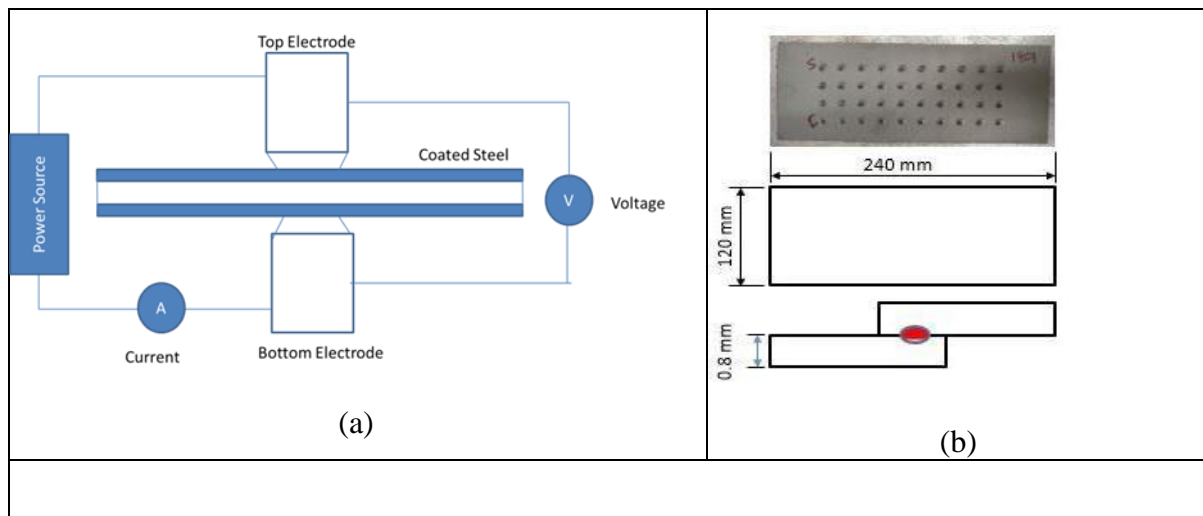 Top Electrode
Coated Steel
Power Source
V
Voltage
A
Current
Bottom Electrode
(a)
S
240 mm
120 mm
0.8 mm
(b)